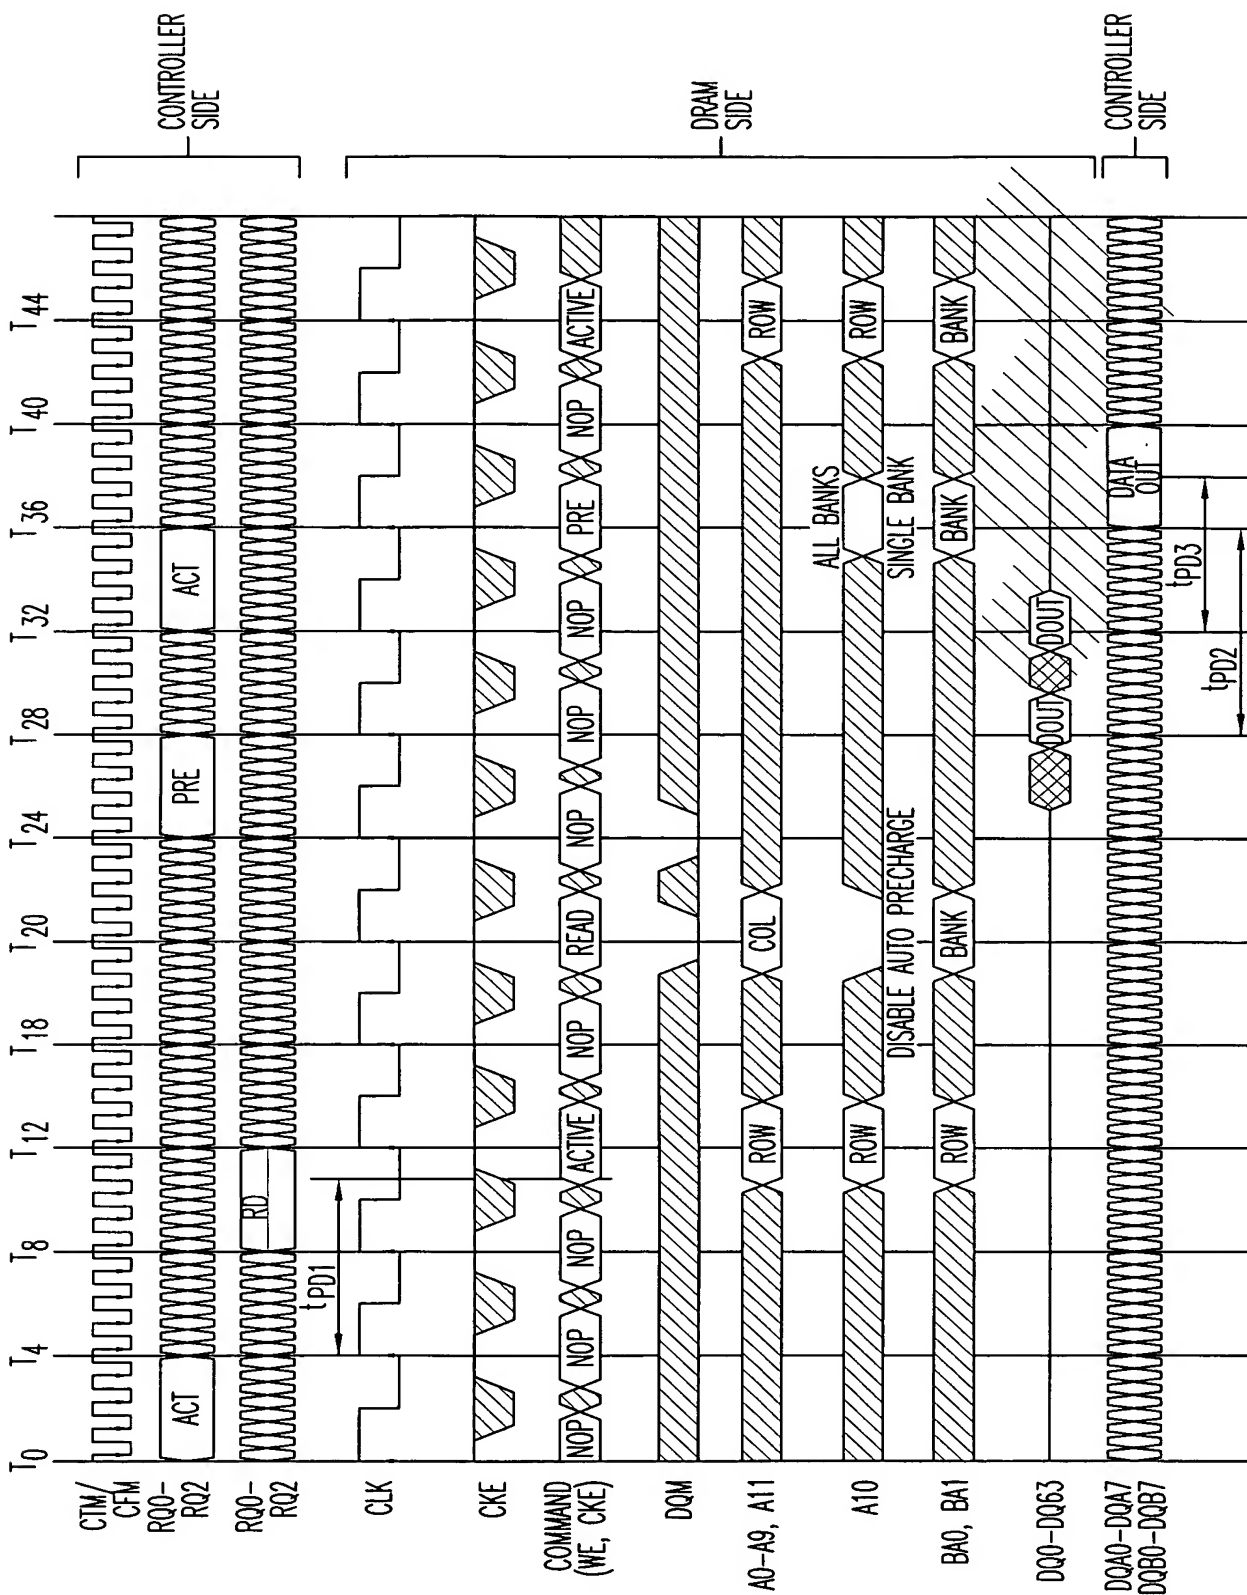 T0 T4 T8 T12 T18 T20 T24 T28 T32 T36 T40 T44
CTM/
CFM
RQ0-
RQ2
ACT PRE ACT
CONTROLLER
SIDE
RQ0-
RQ2
RD
tPD1
CLK
CKE
COMMAND
(WE, CKE)
NOP NOP NOP ACTIVE NOP READ NOP NOP NOP PRE NOP ACTIVE
DQM
DRAM
SIDE
A0-A9, A11
ROW COL ROW
A10
ROW ROW
ALL BANKS
DISABLE AUTO PRECHARGE
SINGLE BANK
BA0, BA1
ROW BANK BANK BANK
DQ0-DQ63
DOUT DOUT
DQA0-DQA7
DQB0-DQB7
DATA
OUT
CONTROLLER
SIDE
tPD3
tPD2